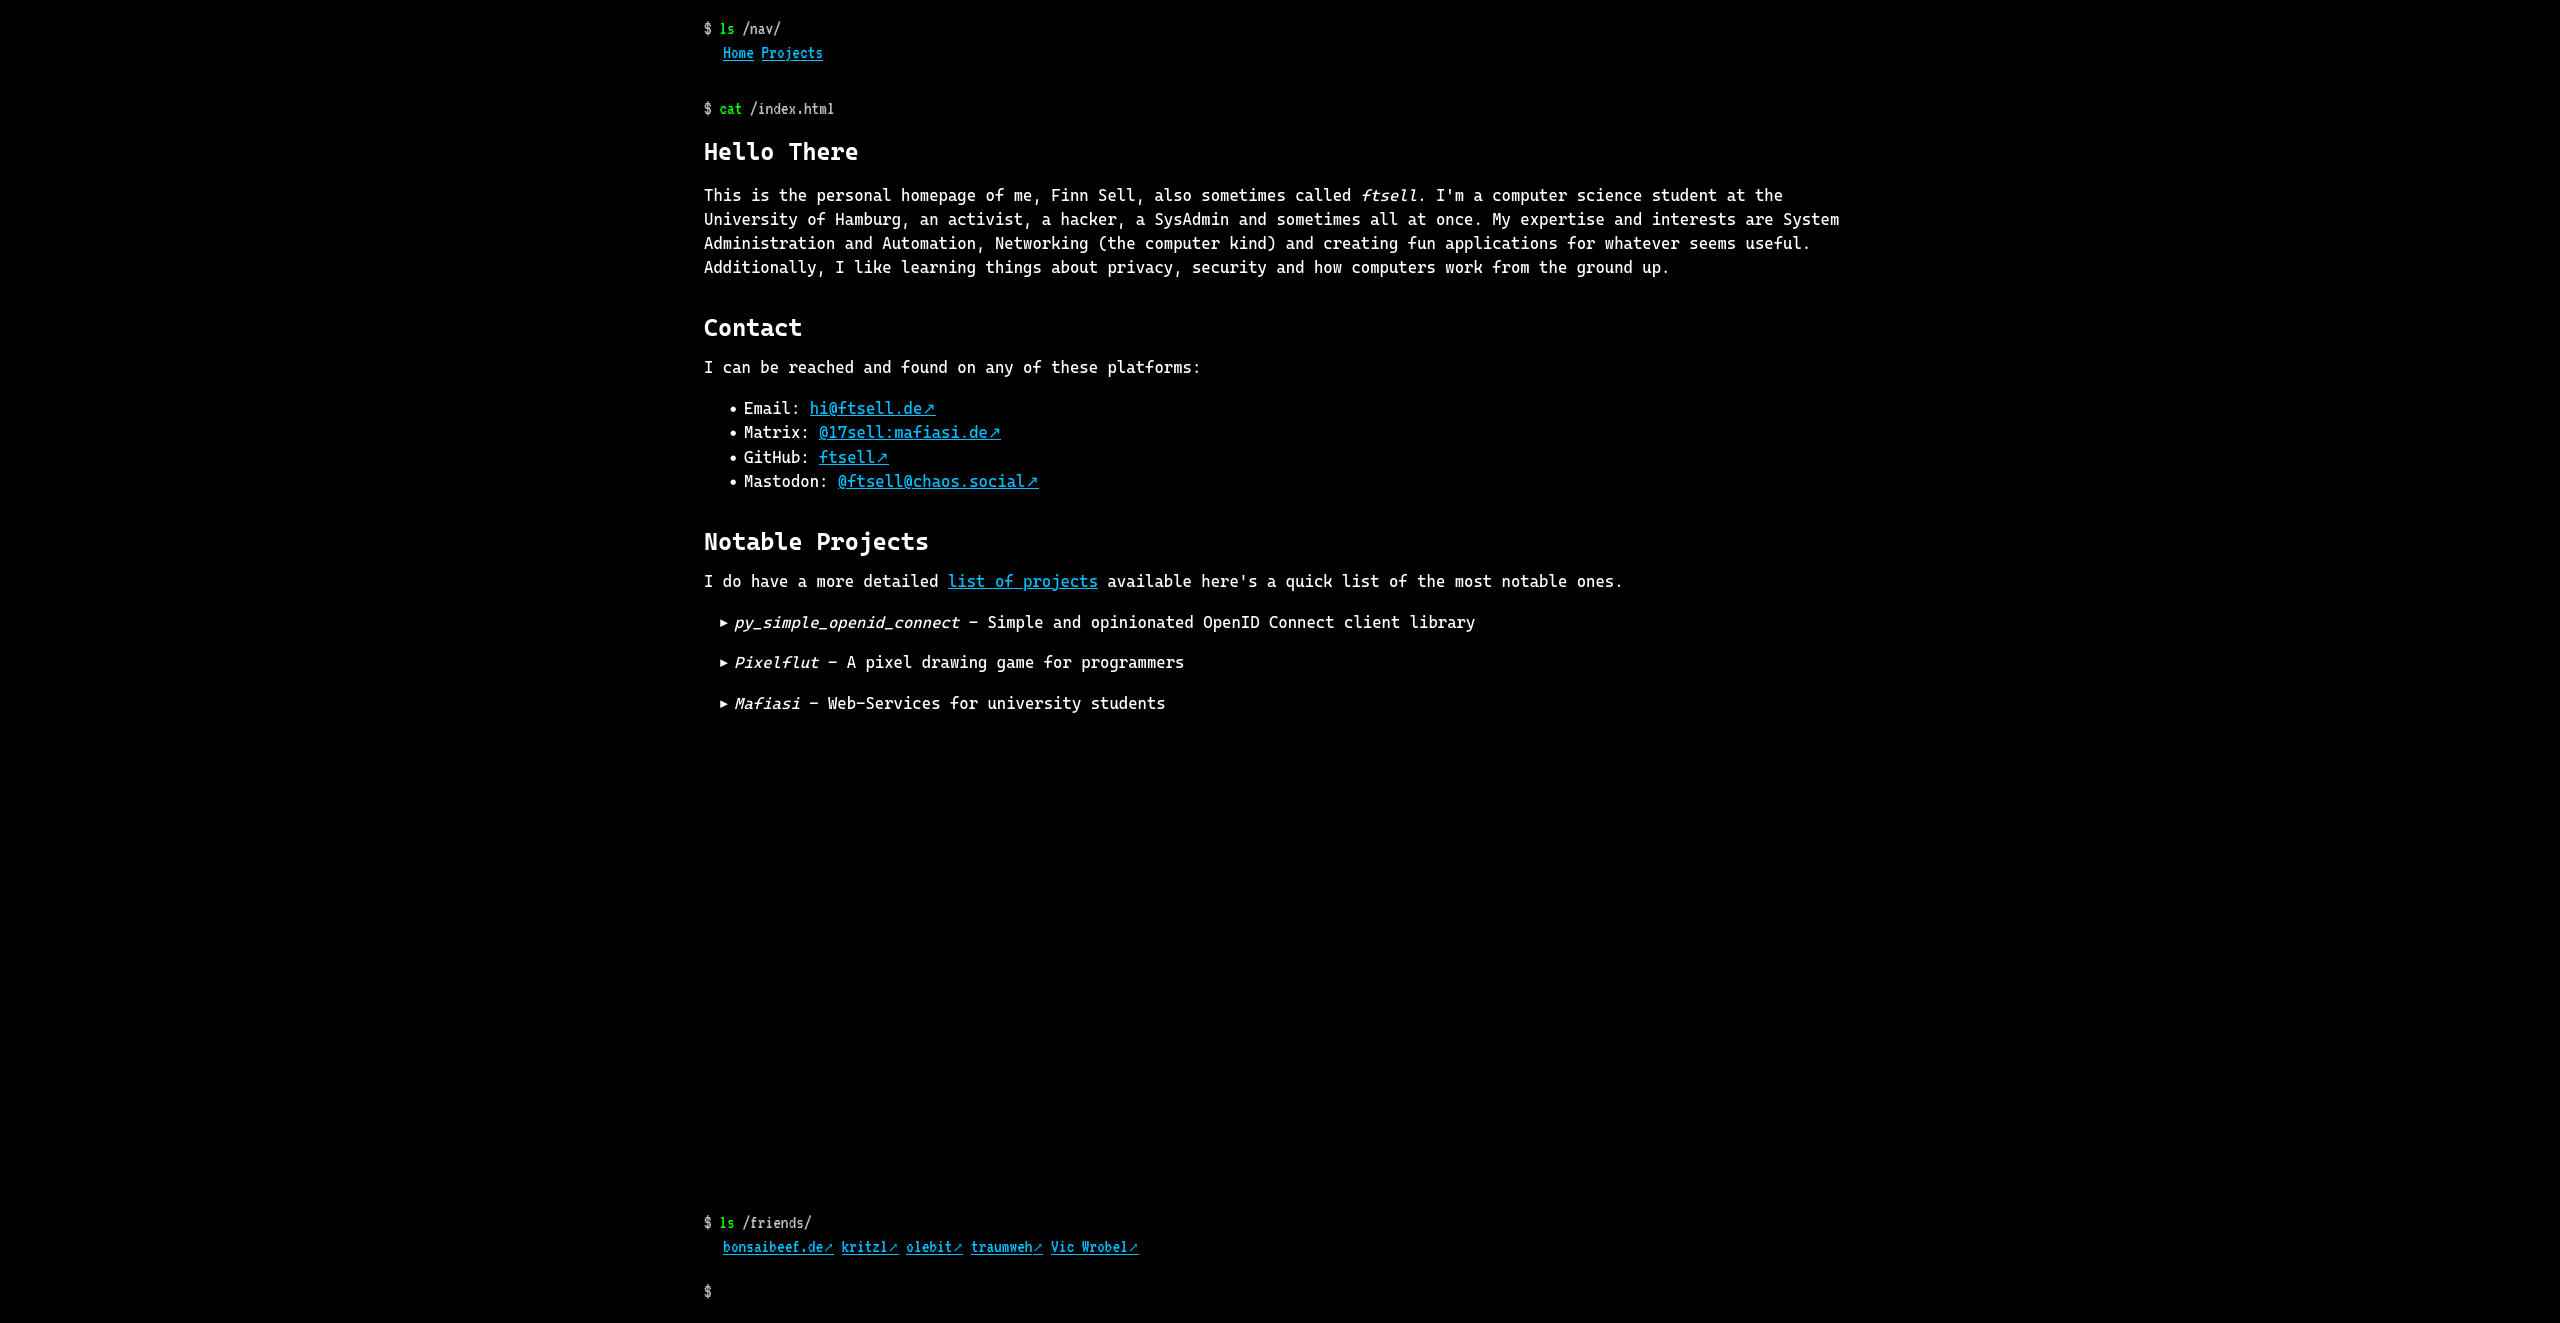 $ ls /nav/
Home Projects
$ cat /index.html
Hello There
This is the personal homepage of me, Finn Sell, also sometimes called ftsell. I'm a computer science student at the
University of Hamburg, an activist, a hacker, a SysAdmin and sometimes all at once. My expertise and interests are System
Administration and Automation, Networking (the computer kind) and creating fun applications for whatever seems useful.
Additionally, I like learning things about privacy, security and how computers work from the ground up.
Contact
I can be reached and found on any of these platforms:
• Email: hi@ftsell.de↗
• Matrix: @17sell:mafiasi.de↗
• GitHub: ftsell↗
• Mastodon: @ftsell@chaos.social↗
Notable Projects
I do have a more detailed list of projects available here's a quick list of the most notable ones.
▸ py_simple_openid_connect – Simple and opinionated OpenID Connect client library
▸ Pixelflut – A pixel drawing game for programmers
▸ Mafiasi – Web-Services for university students
$ ls /friends/
bonsaibeef.de↗ kritzl↗ olebit↗ traumweh↗ Vic Wrobel↗
$